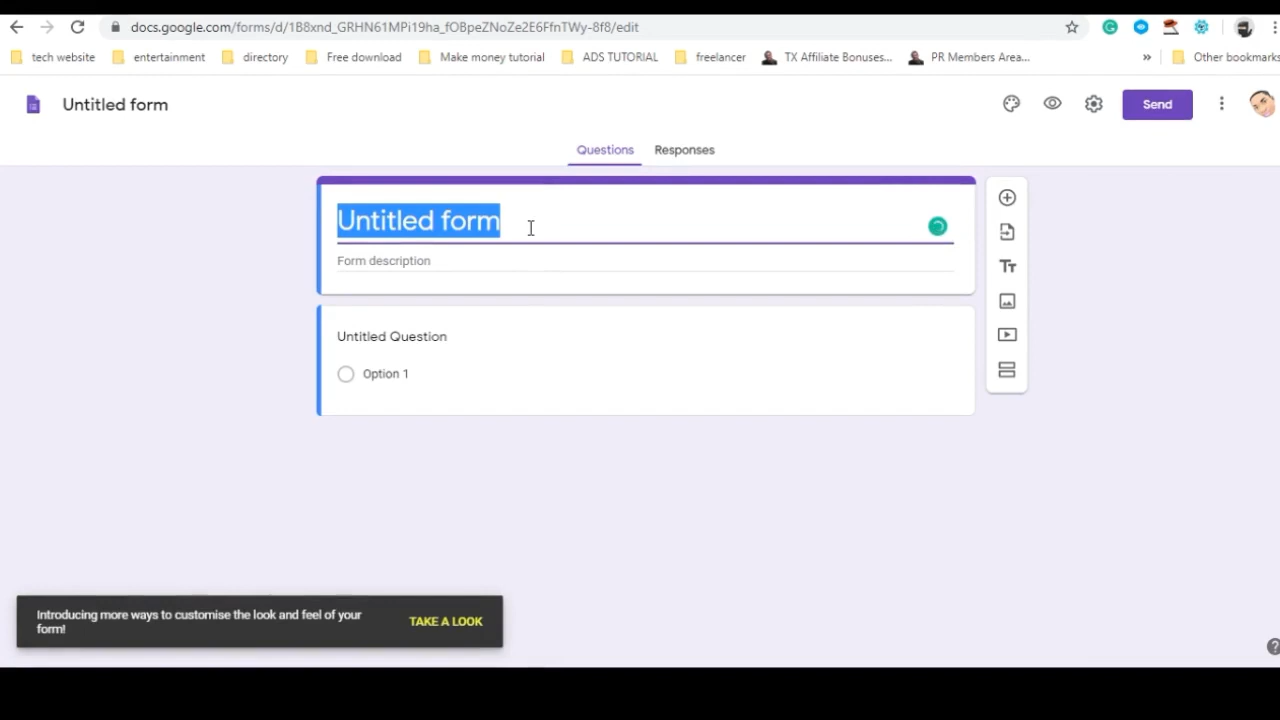 docs.google.com/forms/d/1B8xnd_GRHN61MPi19ha_fOBpeZNoZe2E6FfnTWy-8f8/edit
tech website entertainment directory Free download Make money tutorial ADS TUTORIAL freelancer TX Affiliate Bonuses... PR Members Area... » Other bookmarks
Untitled form Send
Questions Responses
Untitled form
Form description
Untitled Question
Option 1
Introducing more ways to customise the look and feel of your
form!
TAKE A LOOK